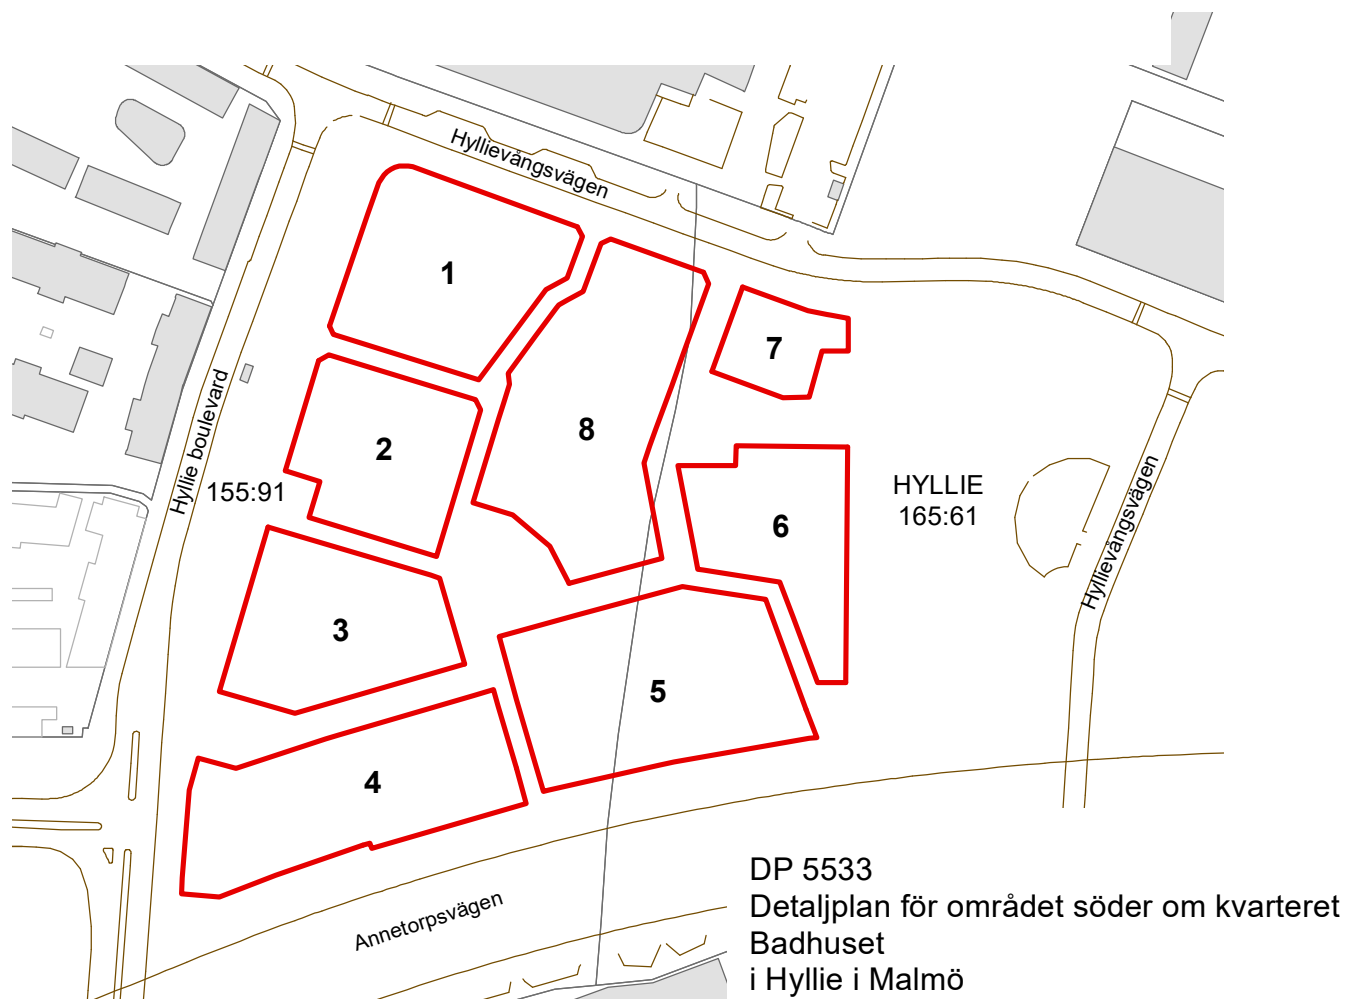 Hyllievångsvägen
1
7
Hyllie boulevard
2
8
155:91
HYLLIE
165:61
6
Hyllievångsvägen
3
5
4
Annetorpsvägen
DP 5533
Detaljplan för området söder om kvarteret
Badhuset
i Hyllie i Malmö